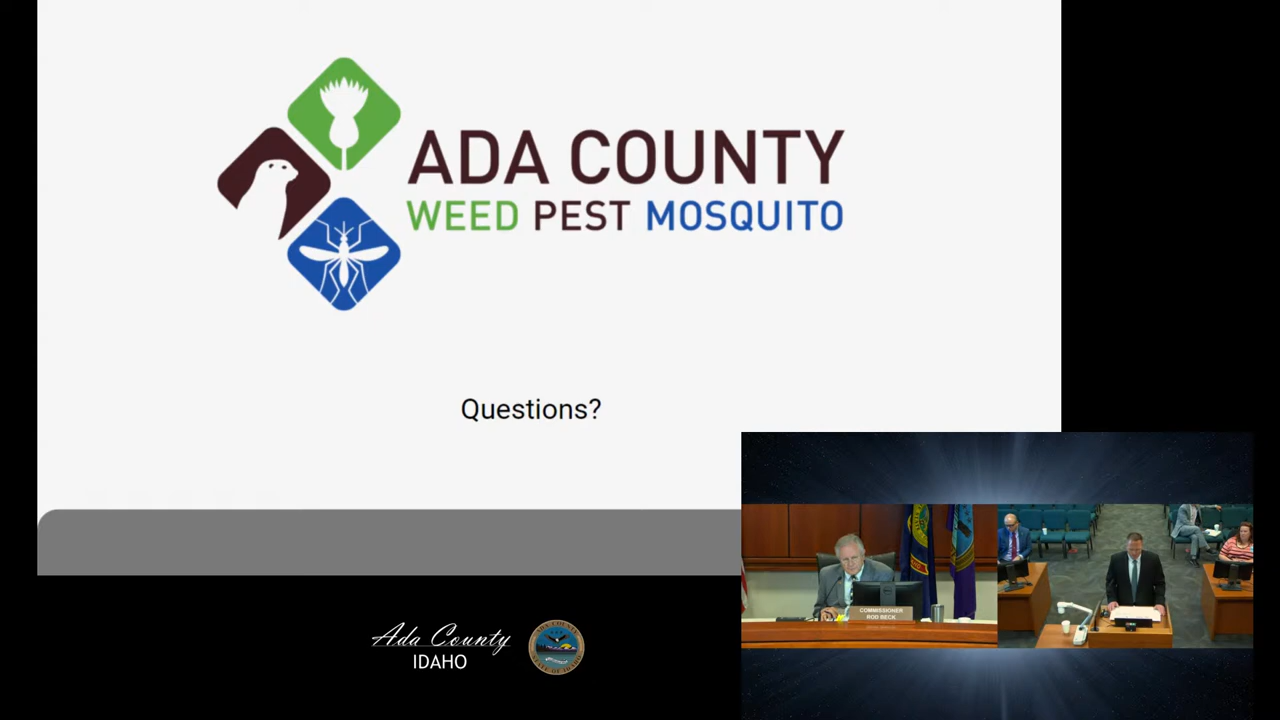 ADA COUNTY
WEED PEST MOSQUITO
Questions?
COMMISSIONER
ROD BECK
Ada County
IDAHO